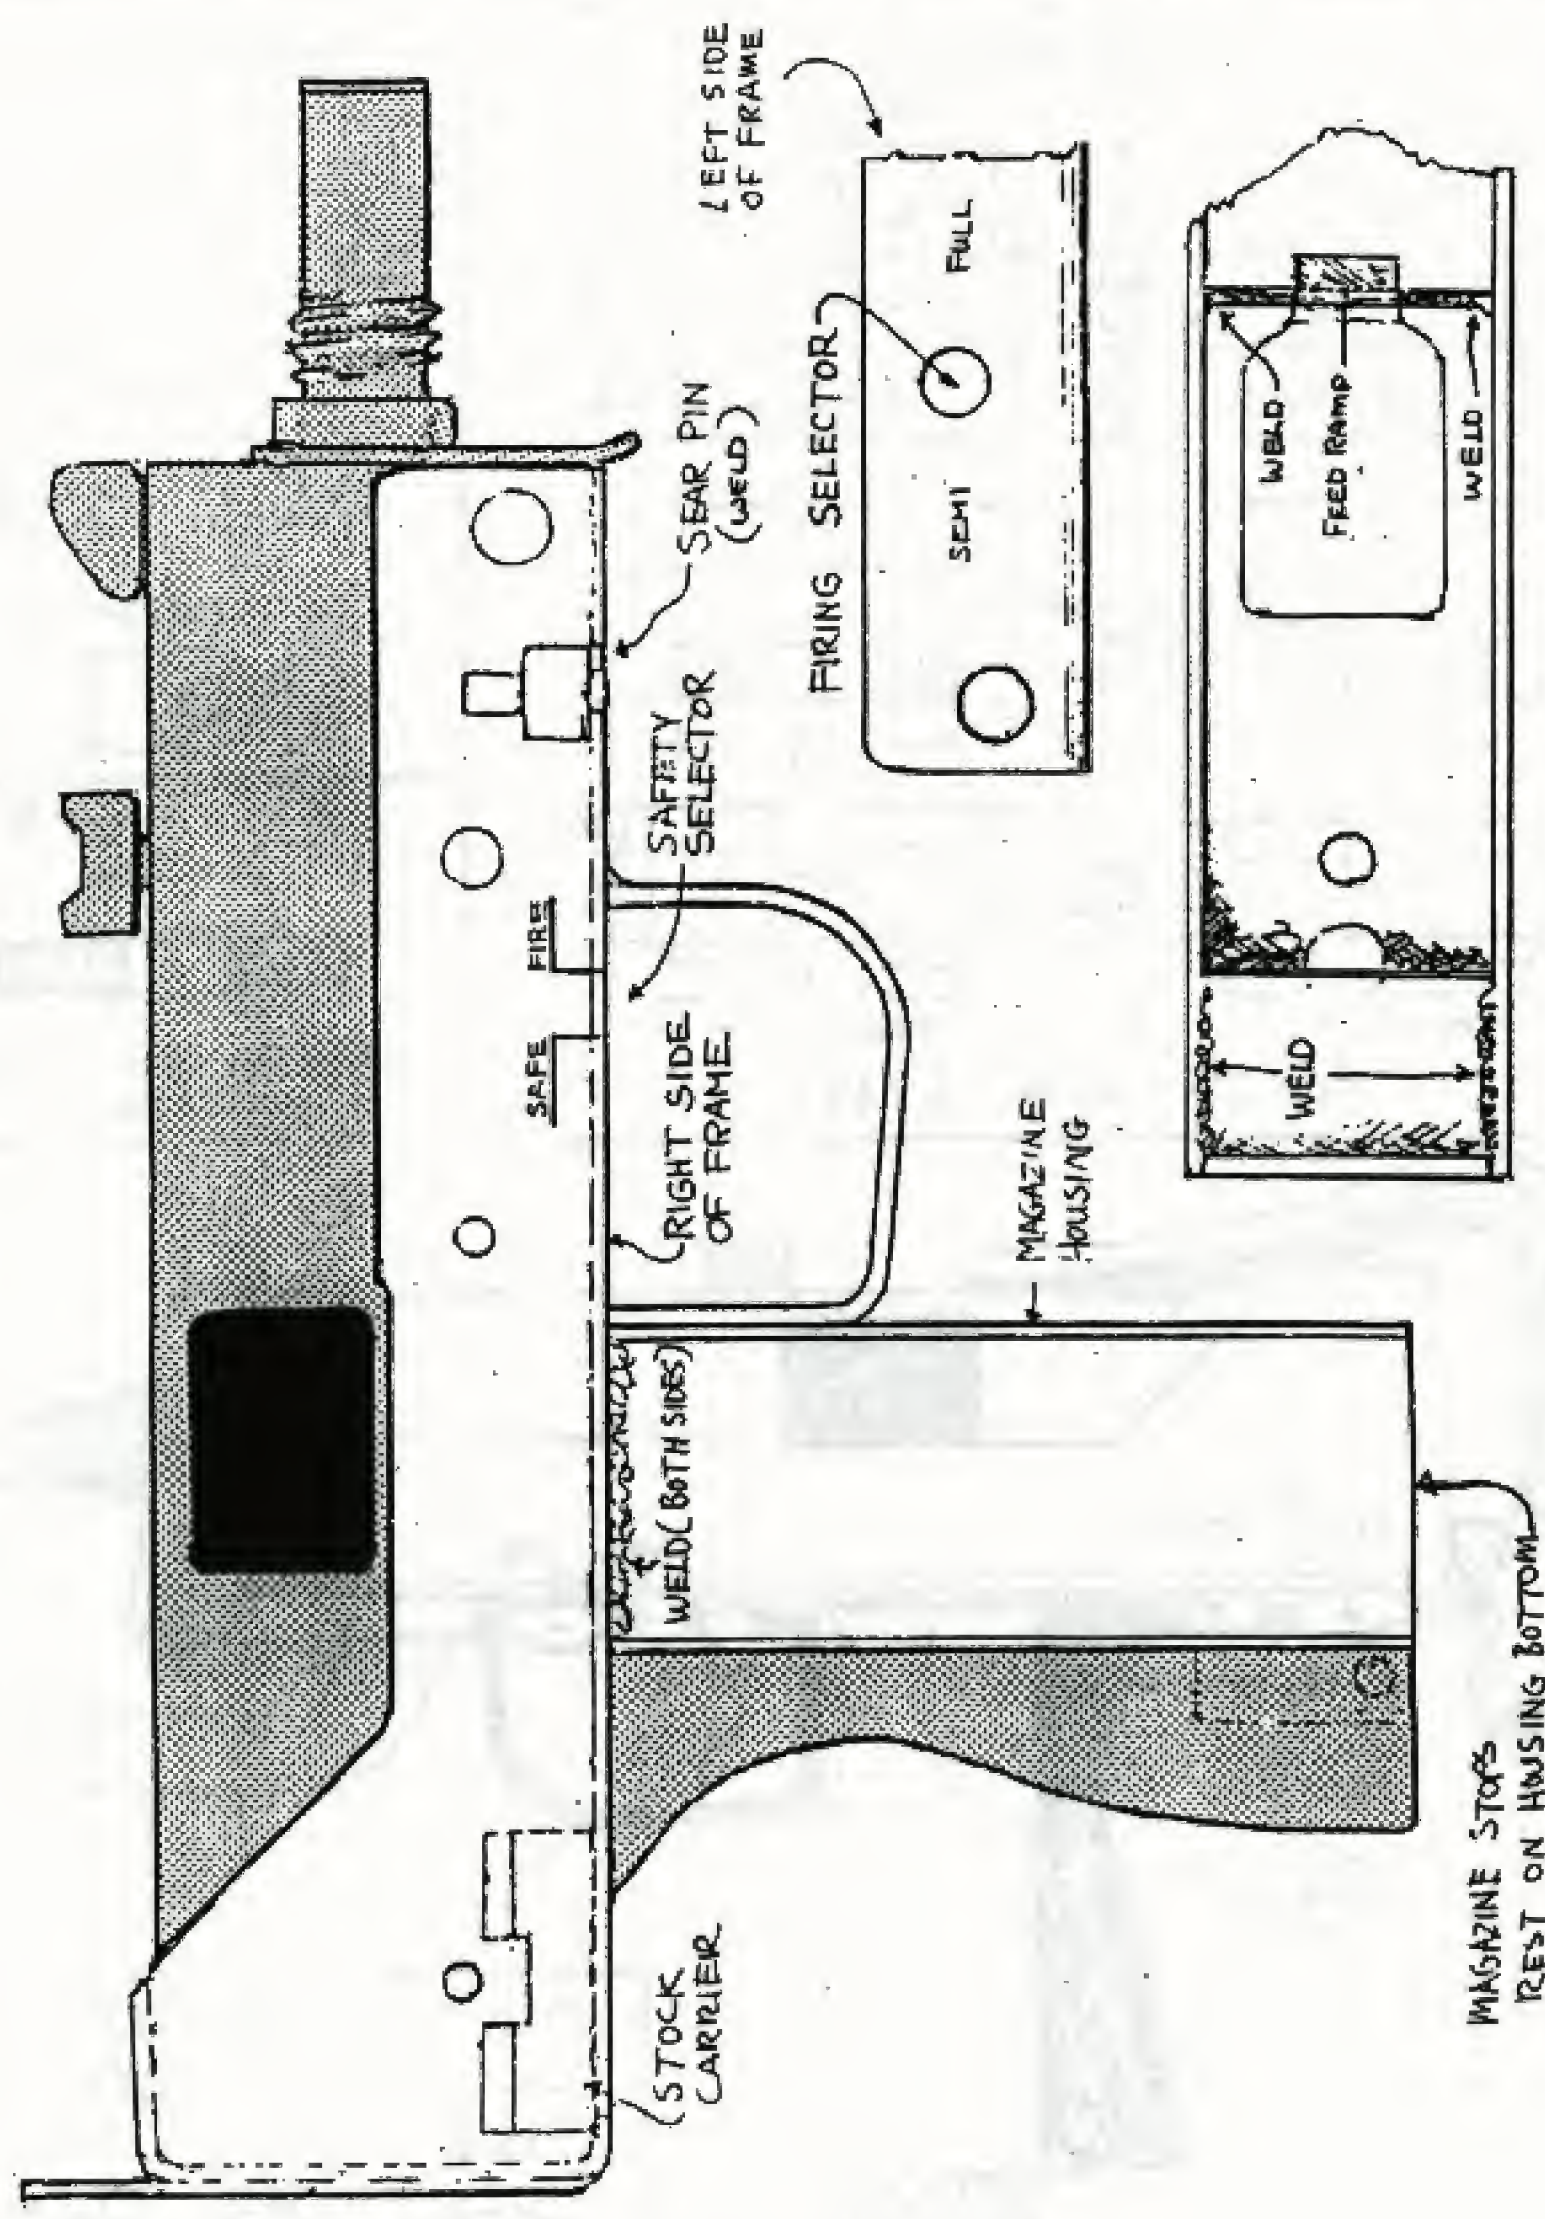 SAFE
FIRE
STOCK
CARRIER
WELD (BOTH SIDES)
RIGHT SIDE
OF FRAME
SAFETY
SELECTOR
SEAR PIN
(WELD)
LEFT SIDE
OF FRAME
FIRING SELECTOR
SEMI
FULL
MAGAZINE
HOUSING
WELD
WELD
FEED RAMP
WELD
MAGAZINE STOPS
REST ON HOUSING BOTTOM